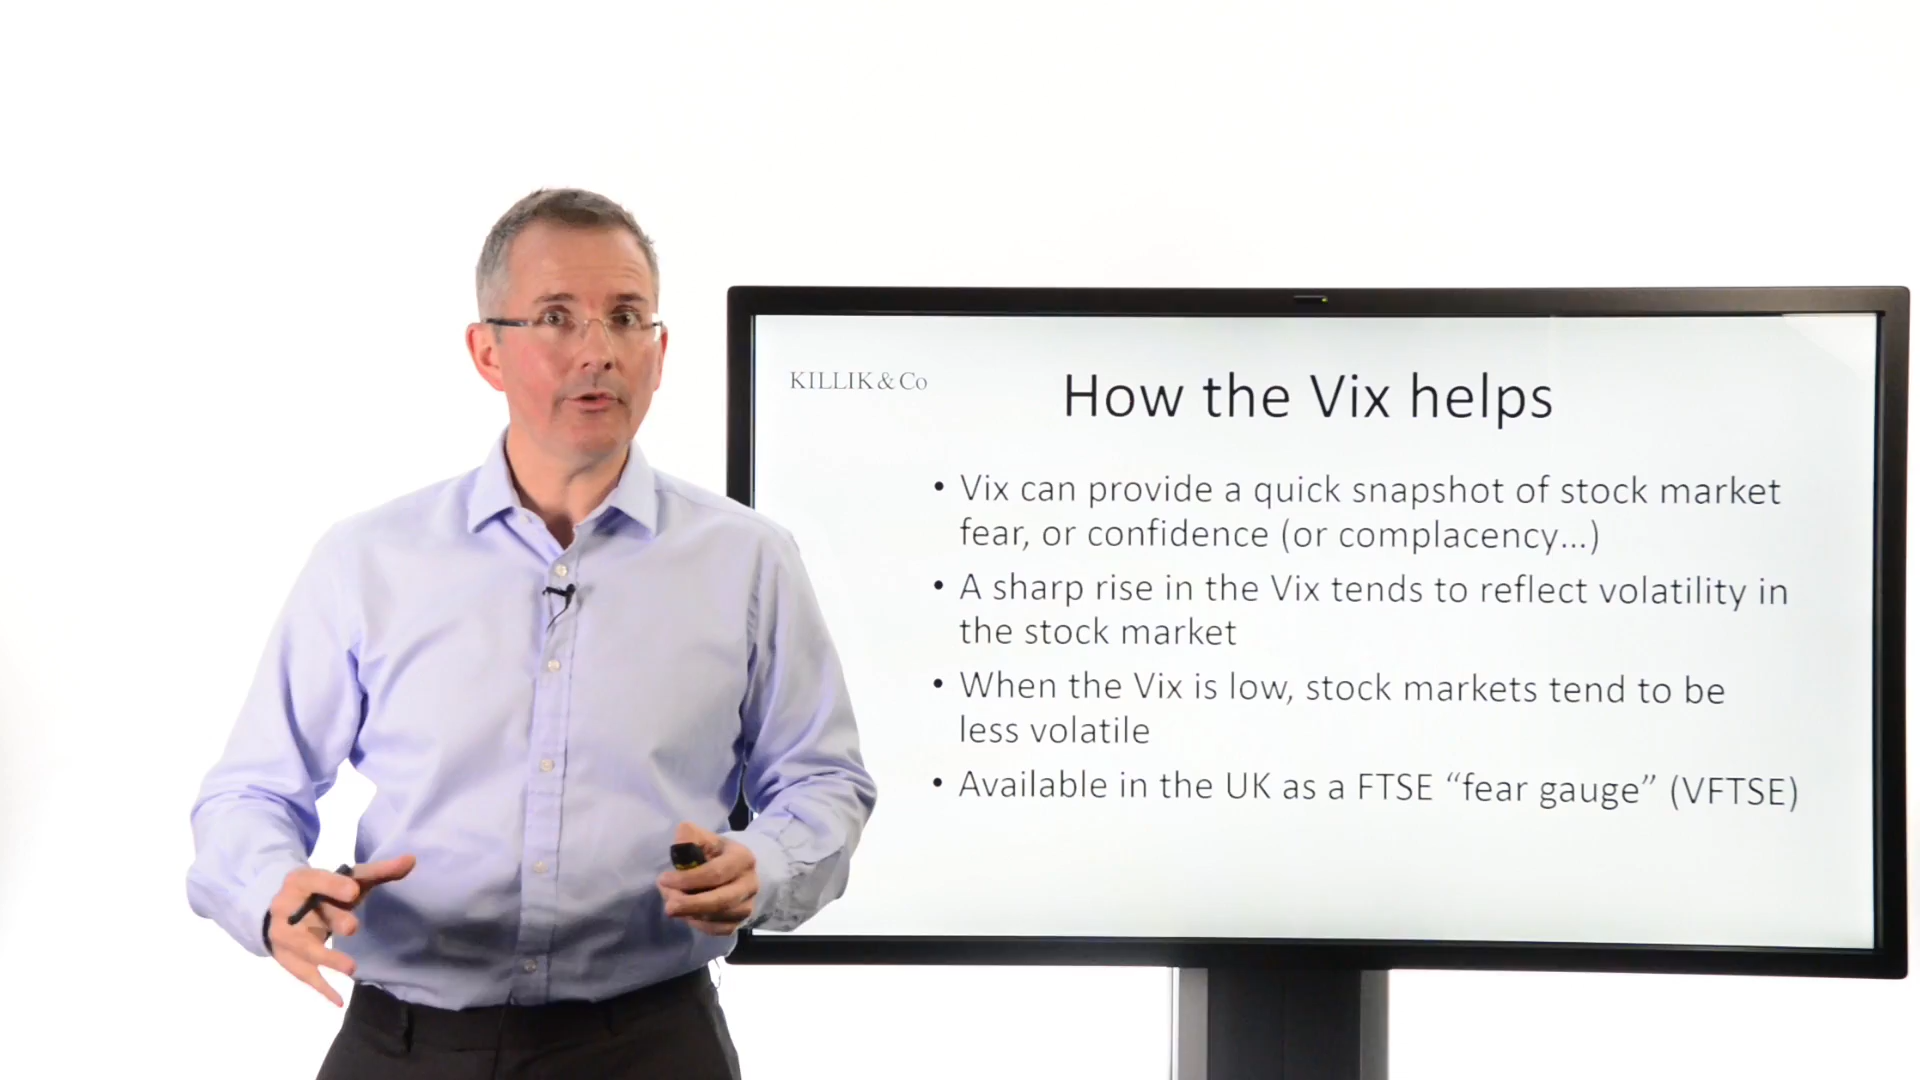 KILLIK & Co
How the Vix helps
• Vix can provide a quick snapshot of stock market
fear, or confidence (or complacency...)
• A sharp rise in the Vix tends to reflect volatility in
the stock market
• When the Vix is low, stock markets tend to be
less volatile
• Available in the UK as a FTSE “fear gauge” (VFTSE)